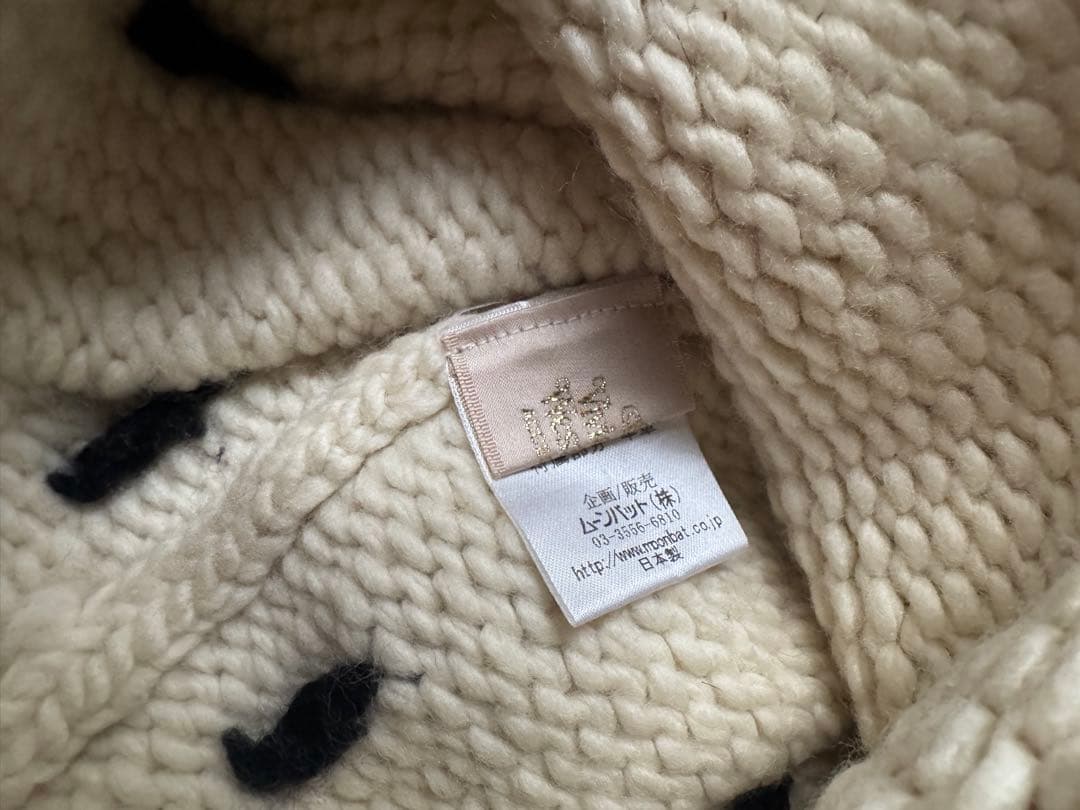 企画/販売
ムーンバット(株)
03-3556-6810
http://www.moonbat.co.jp
日本製